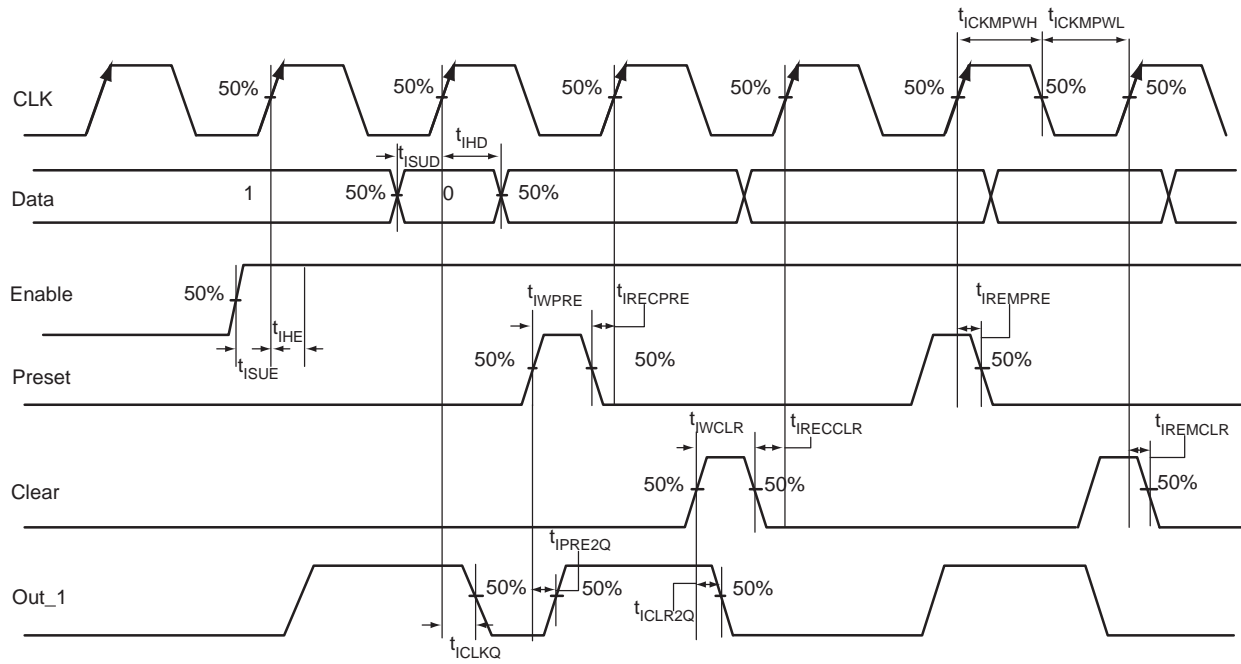 tICKMPWH tICKMPWL
CLK
50% 50% 50% 50% 50% 50% 50%
tISUD tIHD
Data
1 50% 0 50%
Enable
50%
tIHE
tISUE
tIWPRE tIRECPRE tIREMPRE
Preset
50% 50% 50%
tIWCLR tIRECCLR tIREMCLR
Clear
50% 50% 50%
tIPRE2Q
Out_1
50% 50% 50%
tICLKQ
tICLR2Q